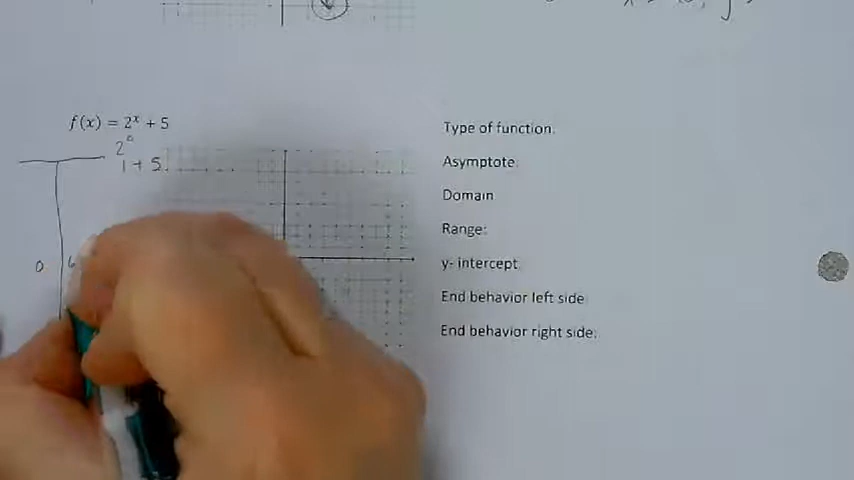 f(x) = 2ˣ + 5
2⁰
1 + 5
0 6
Type of function:
Asymptote
Domain
Range:
y- intercept
End behavior left side
End behavior right side: